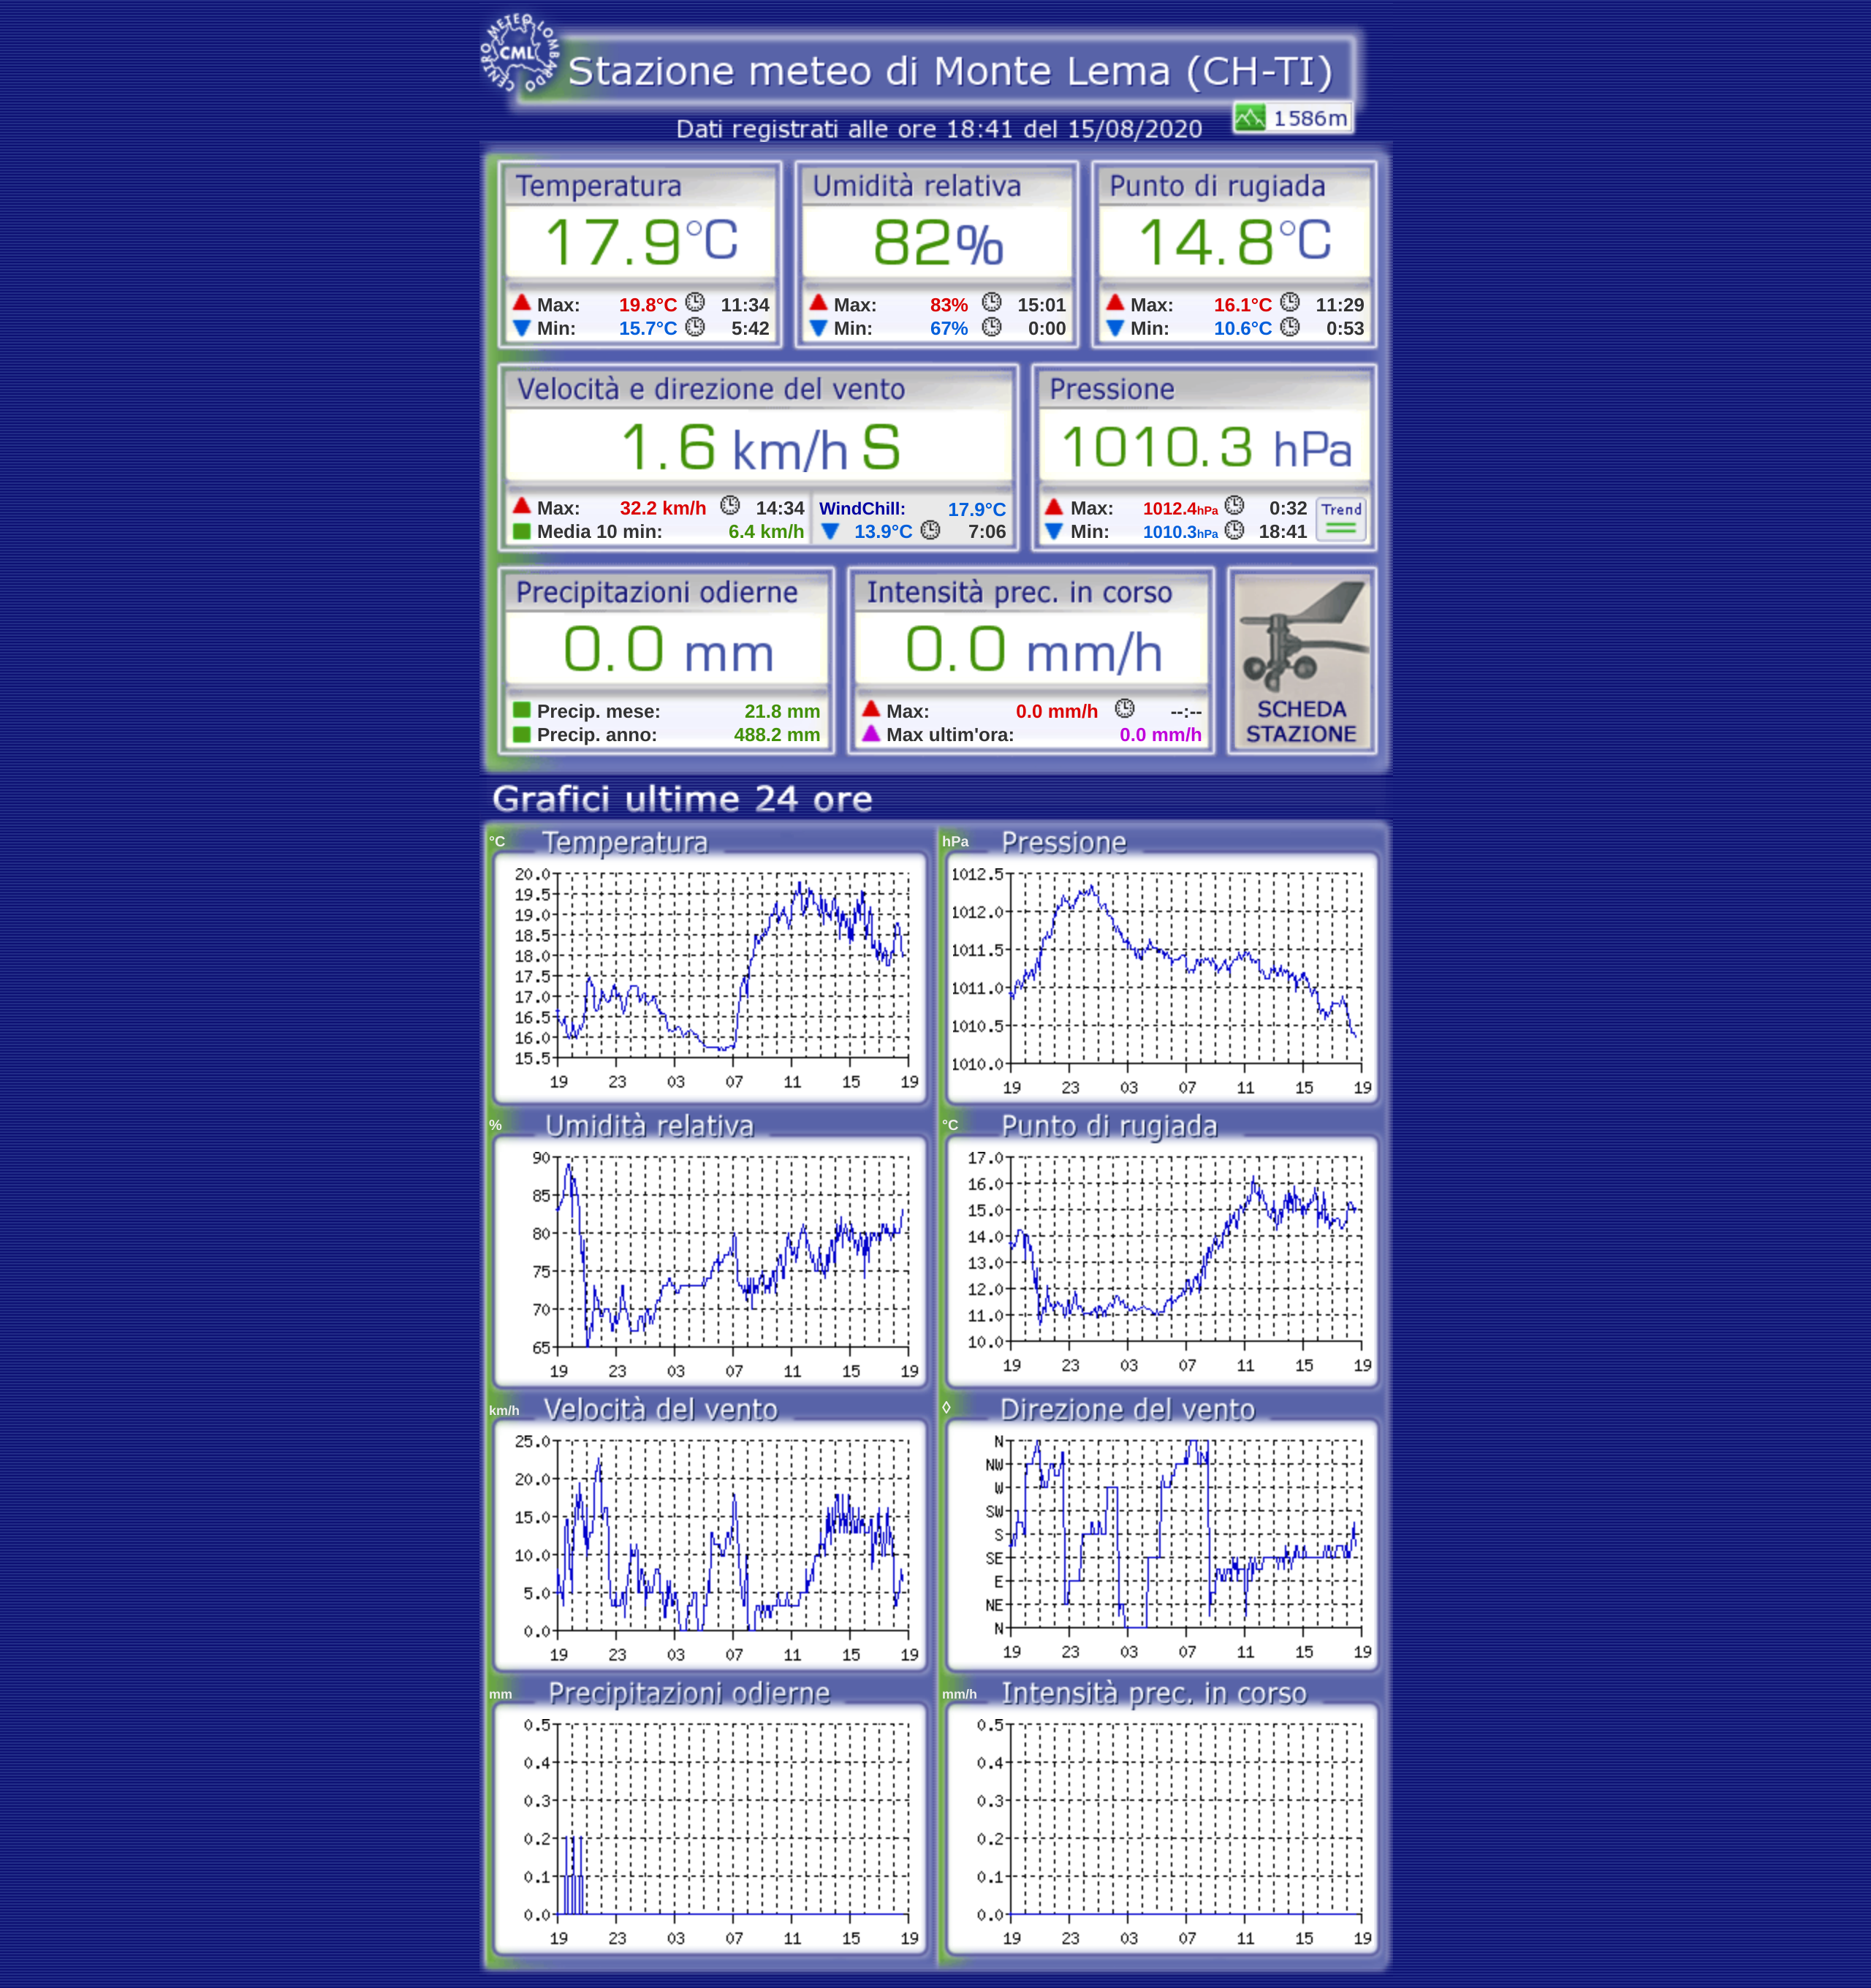 CENTRO METEO LOMBARDO
CML
Stazione meteo di Monte Lema (CH-TI)
1586m
Dati registrati alle ore 18:41 del 15/08/2020
Temperatura
17.9°C
Max: 19.8°C 11:34
Min: 15.7°C 5:42
Umidità relativa
82%
Max: 83% 15:01
Min: 67% 0:00
Punto di rugiada
14.8°C
Max: 16.1°C 11:29
Min: 10.6°C 0:53
Velocità e direzione del vento
1.6 km/h S
Max: 32.2 km/h 14:34
Media 10 min: 6.4 km/h
WindChill: 17.9°C
13.9°C 7:06
Pressione
1010.3 hPa
Max: 1012.4hPa 0:32
Min: 1010.3hPa 18:41
Trend
Precipitazioni odierne
0.0 mm
Precip. mese: 21.8 mm
Precip. anno: 488.2 mm
Intensità prec. in corso
0.0 mm/h
Max: 0.0 mm/h --:--
Max ultim'ora: 0.0 mm/h
SCHEDA
STAZIONE
Grafici ultime 24 ore
°C Temperatura
20.0
19.5
19.0
18.5
18.0
17.5
17.0
16.5
16.0
15.5
19 23 03 07 11 15 19
hPa Pressione
1012.5
1012.0
1011.5
1011.0
1010.5
1010.0
19 23 03 07 11 15 19
% Umidità relativa
90
85
80
75
70
65
19 23 03 07 11 15 19
°C Punto di rugiada
17.0
16.0
15.0
14.0
13.0
12.0
11.0
10.0
19 23 03 07 11 15 19
km/h Velocità del vento
25.0
20.0
15.0
10.0
5.0
0.0
19 23 03 07 11 15 19
◊ Direzione del vento
N
NW
W
SW
S
SE
E
NE
N
19 23 03 07 11 15 19
mm Precipitazioni odierne
0.5
0.4
0.3
0.2
0.1
0.0
19 23 03 07 11 15 19
mm/h Intensità prec. in corso
0.5
0.4
0.3
0.2
0.1
0.0
19 23 03 07 11 15 19